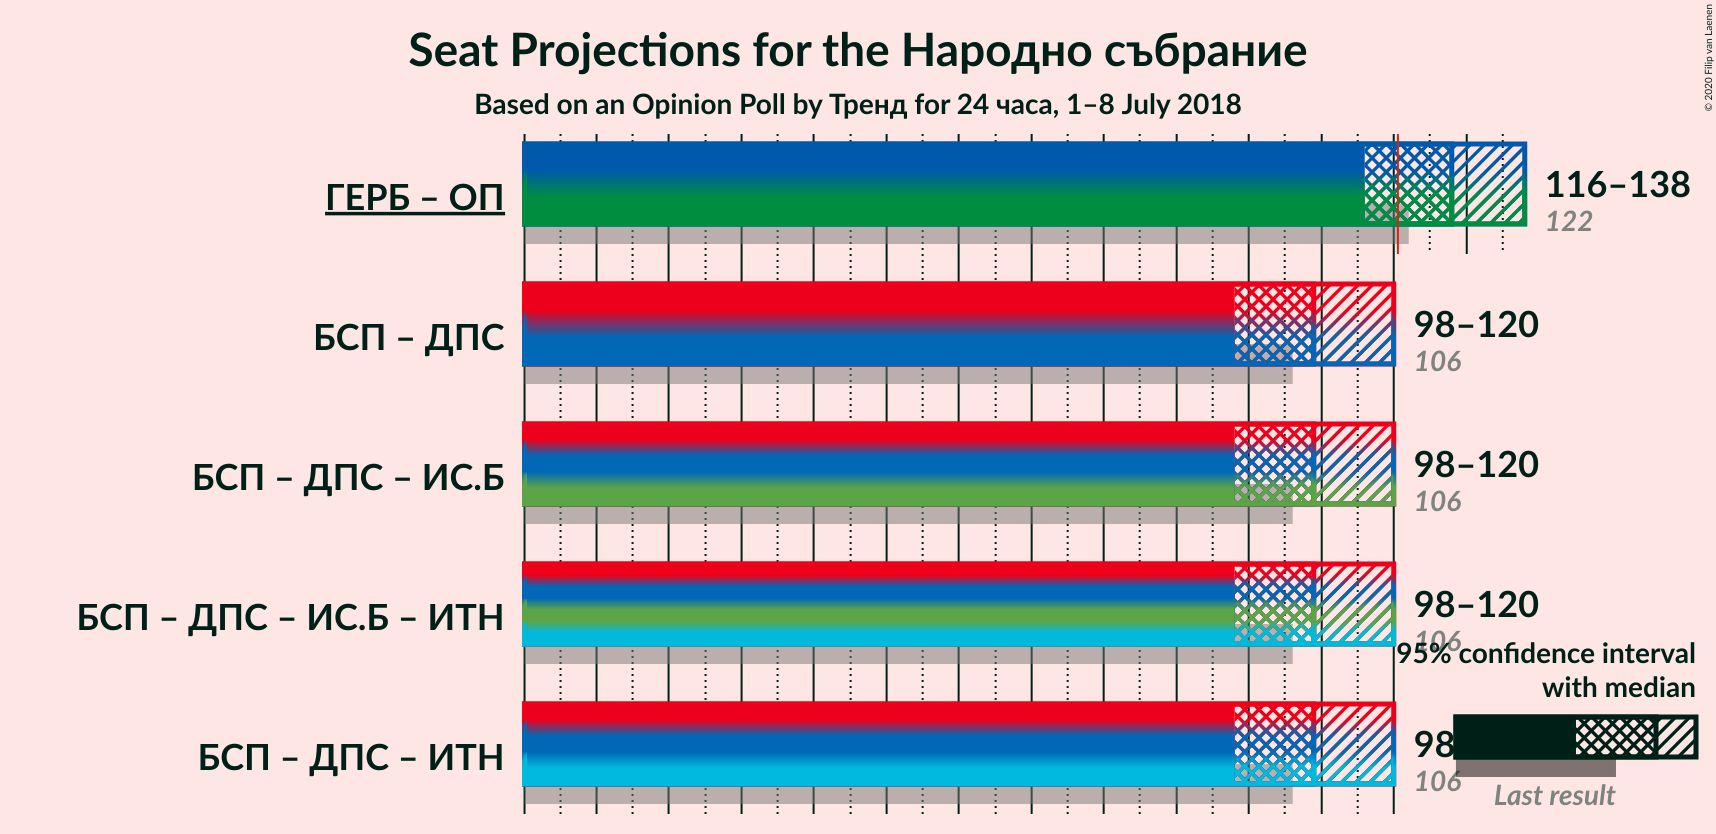 Seat Projections for the Народно събрание
Based on an Opinion Poll by Тренд for 24 часа, 1–8 July 2018
© 2020 Filip van Laenen
ГЕРБ – ОП
116–138
122
БСП – ДПС
98–120
106
БСП – ДПС – ИС.Б
98–120
106
БСП – ДПС – ИС.Б – ИТН
98–120
106
95% confidence interval
with median
БСП – ДПС – ИТН
98
106
Last result